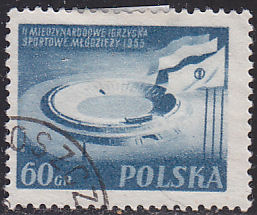 II MIĘDZYNARODOWE IGRZYSKA
SPORTOWE MŁODZIEŻY 1955
60 GR
POLSKA